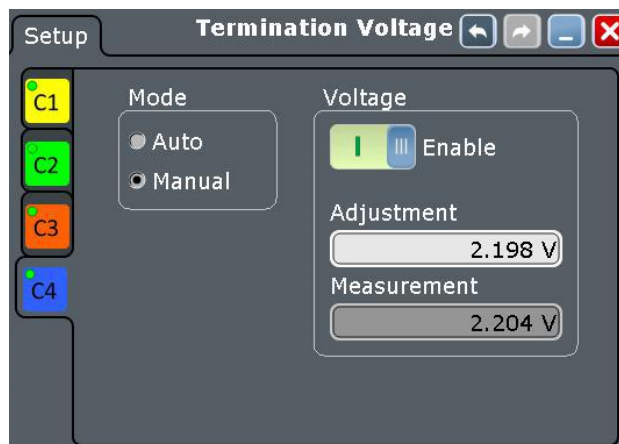 Setup
Termination Voltage
C1
C2
C3
C4
Mode
Auto
Manual
Voltage
Enable
Adjustment
2.198 V
Measurement
2.204 V